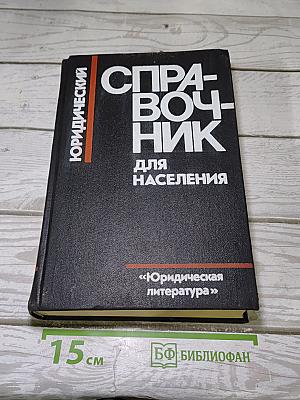 ЮРИДИЧЕСКИЙ
СПРА-
ВОЧ-
НИК
ДЛЯ
НАСЕЛЕНИЯ
«Юридическая
литература»
15 см
БФ БИБЛИОФАН